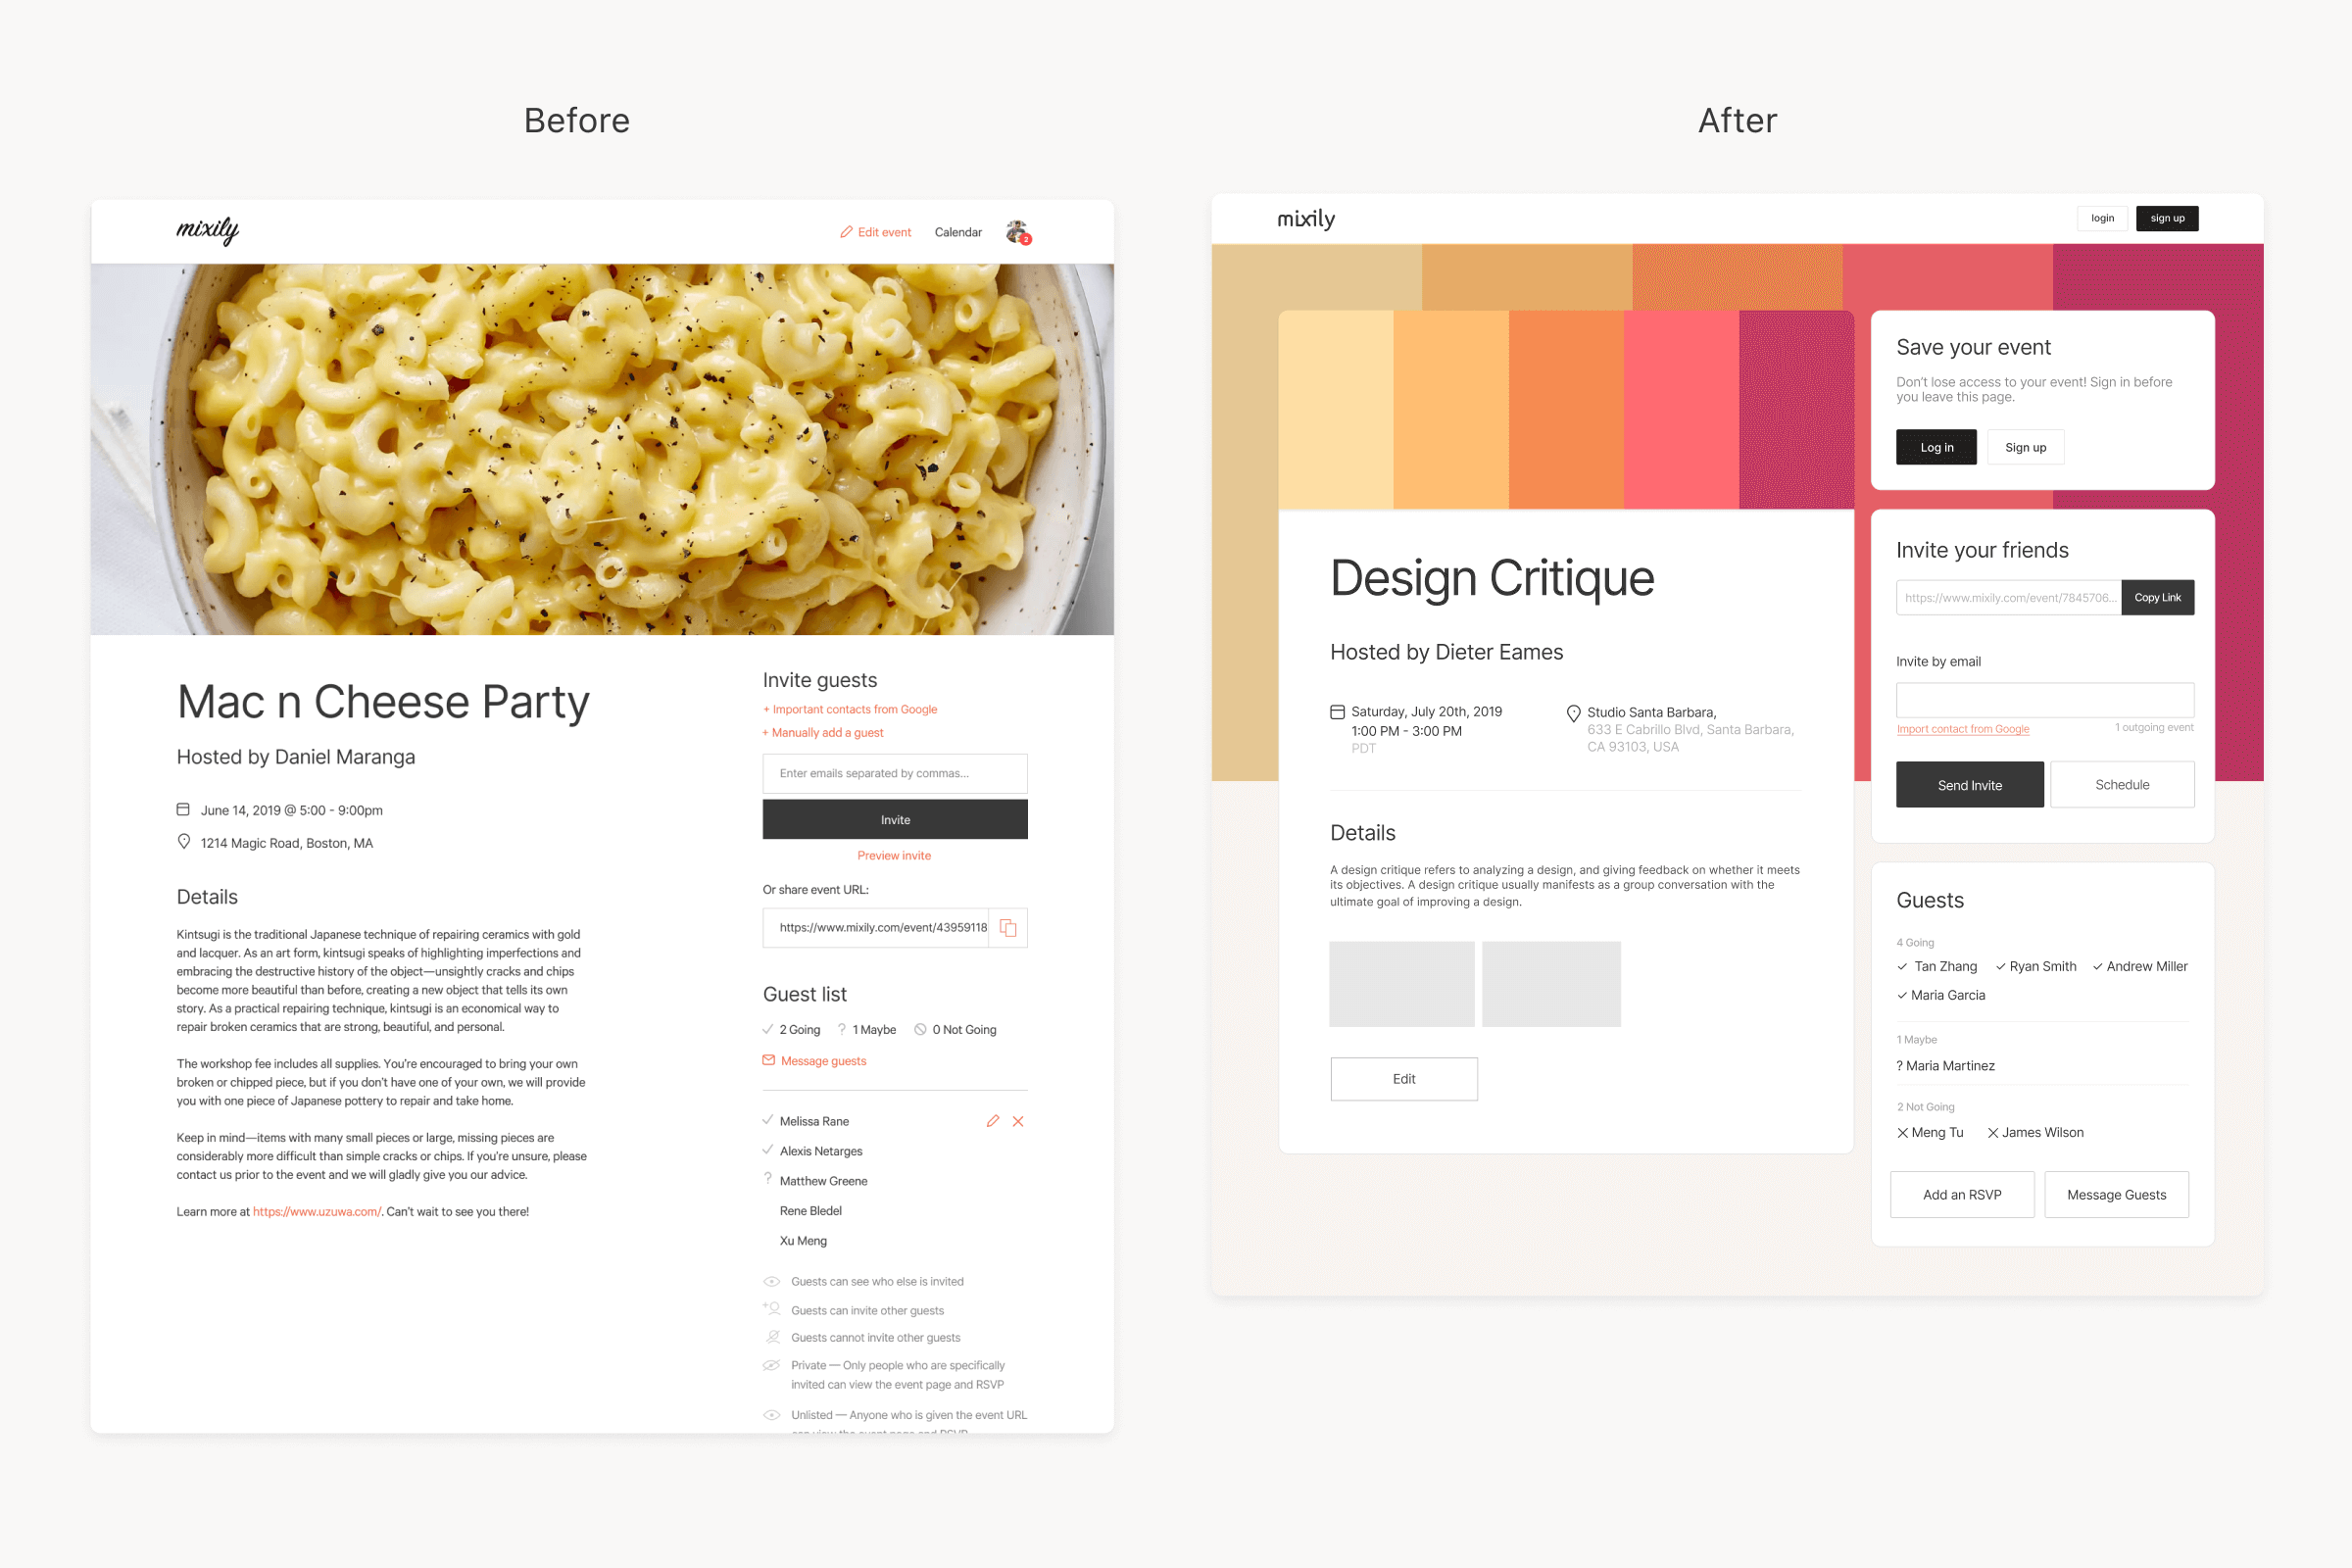 Before
After
mixily
Edit event
Calendar
2
Mac n Cheese Party
Hosted by Daniel Maranga
June 14, 2019 @ 5:00 - 9:00pm
1214 Magic Road, Boston, MA
Details
Kintsugi is the traditional Japanese technique of repairing ceramics with gold
and lacquer. As an art form, kintsugi speaks of highlighting imperfections and
embracing the destructive history of the object—unsightly cracks and chips
become more beautiful than before, creating a new object that tells its own
story. As a practical repairing technique, kintsugi is an economical way to
repair broken ceramics that are strong, beautiful, and personal.
The workshop fee includes all supplies. You're encouraged to bring your own
broken or chipped piece, but if you don't have one of your own, we will provide
you with one piece of Japanese pottery to repair and take home.
Keep in mind—items with many small pieces or large, missing pieces are
considerably more difficult than simple cracks or chips. If you're unsure, please
contact us prior to the event and we will gladly give you our advice.
Learn more at https://www.uzuwa.com/. Can't wait to see you there!
Invite guests
+ Important contacts from Google
+ Manually add a guest
Enter emails separated by commas...
Invite
Preview invite
Or share event URL:
https://www.mixily.com/event/43959118
Guest list
2 Going
? 1 Maybe
0 Not Going
Message guests
Melissa Rane
Alexis Netarges
? Matthew Greene
Rene Bledel
Xu Meng
Guests can see who else is invited
Guests can invite other guests
Guests cannot invite other guests
Private — Only people who are specifically
invited can view the event page and RSVP
Unlisted — Anyone who is given the event URL
can view the event page and RSVP
mixily
login
sign up
Design Critique
Hosted by Dieter Eames
Saturday, July 20th, 2019
1:00 PM - 3:00 PM
PDT
Studio Santa Barbara,
633 E Cabrillo Blvd, Santa Barbara,
CA 93103, USA
Details
A design critique refers to analyzing a design, and giving feedback on whether it meets
its objectives. A design critique usually manifests as a group conversation with the
ultimate goal of improving a design.
Edit
Save your event
Don't lose access to your event! Sign in before
you leave this page.
Log in
Sign up
Invite your friends
https://www.mixily.com/event/7845706...
Copy Link
Invite by email
Import contact from Google
1 outgoing event
Send Invite
Schedule
Guests
4 Going
Tan Zhang
Ryan Smith
Andrew Miller
Maria Garcia
1 Maybe
? Maria Martinez
2 Not Going
Meng Tu
James Wilson
Add an RSVP
Message Guests